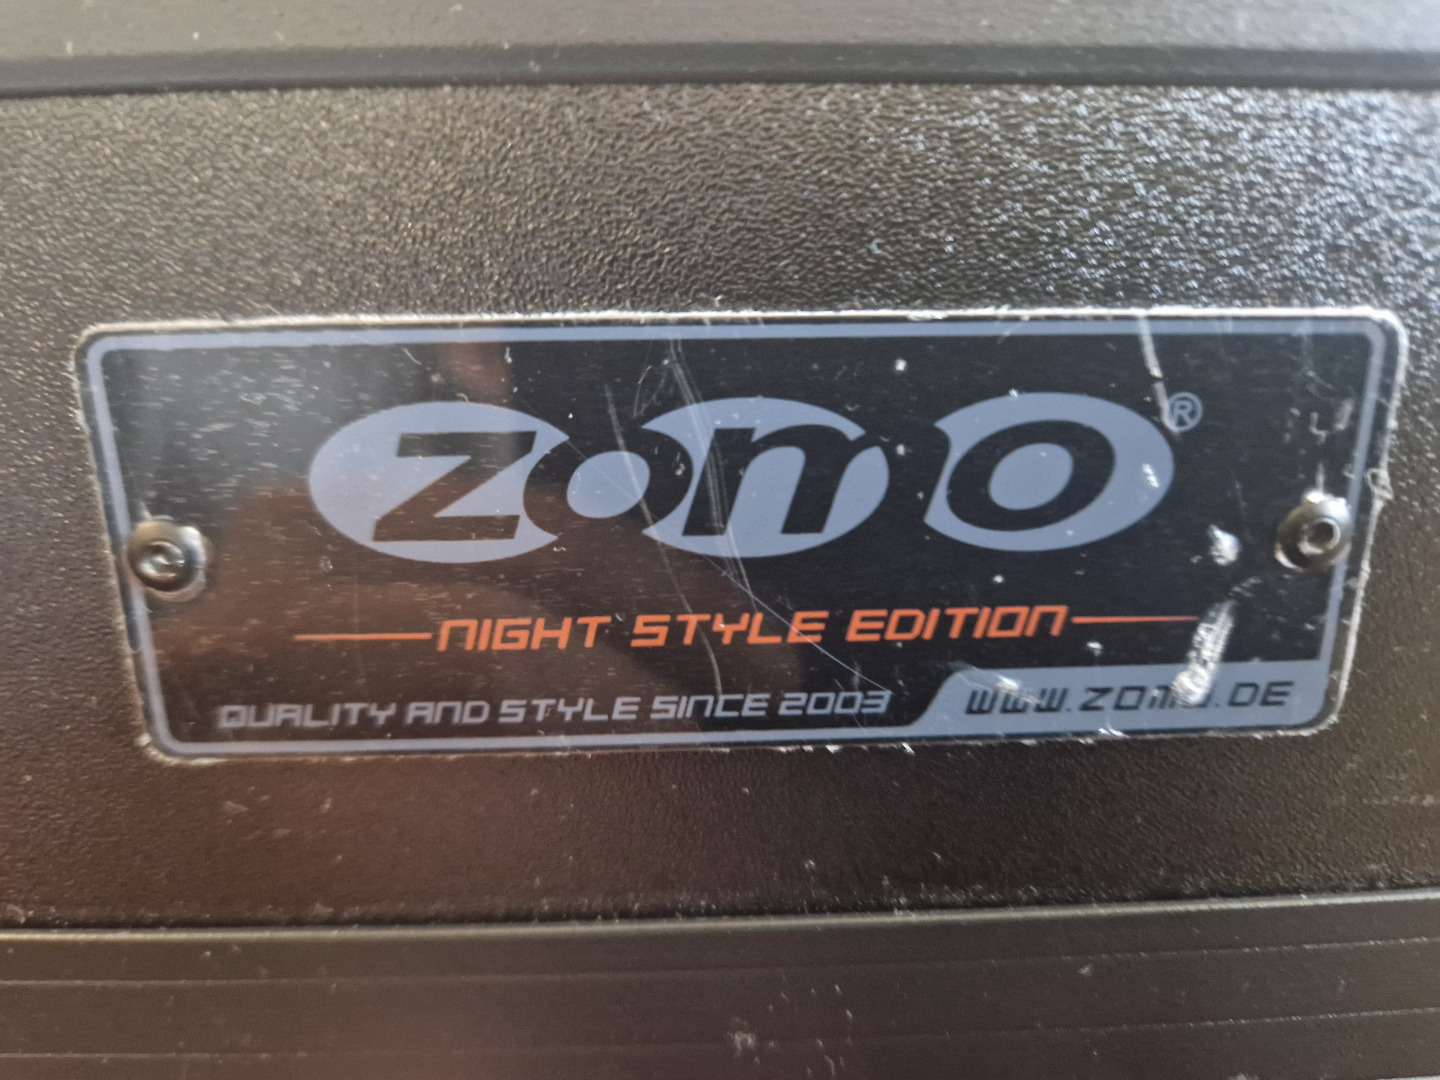 zomo®
NIGHT STYLE EDITION
QUALITY AND STYLE SINCE 2003
WWW.ZOMO.DE